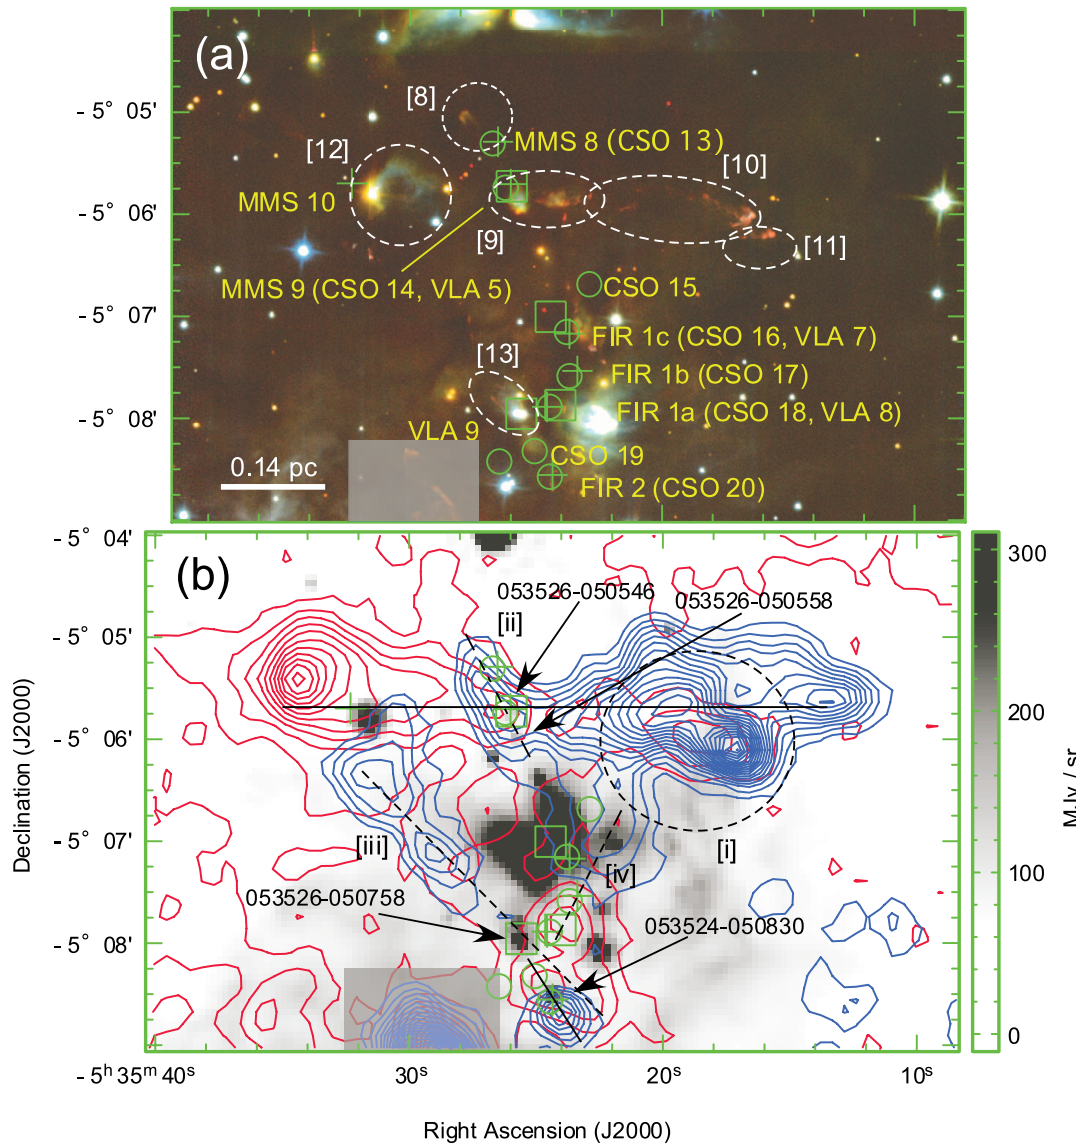 (a)
[8]
- 5° 05'
MMS 8 (CSO 13)
[12]
[10]
MMS 10
- 5° 06'
[9]
[11]
MMS 9 (CSO 14, VLA 5)
CSO 15
- 5° 07'
FIR 1c (CSO 16, VLA 7)
[13]
FIR 1b (CSO 17)
- 5° 08'
FIR 1a (CSO 18, VLA 8)
VLA 9
CSO 19
0.14 pc
FIR 2 (CSO 20)
- 5° 04'
(b)
300
053526-050546
053526-050558
[ii]
- 5° 05'
200
- 5° 06'
Declination (J2000)
MJy / sr
- 5° 07'
[iii]
[i]
[iv]
100
053526-050758
053524-050830
- 5° 08'
0
- 5h 35m 40s
30s
20s
10s
Right Ascension (J2000)